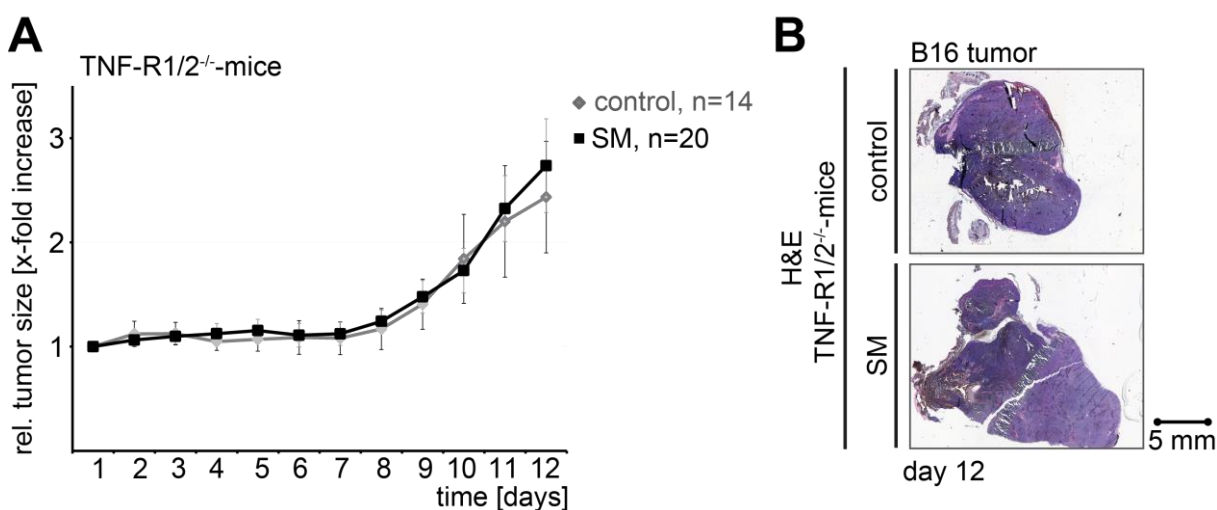 A
TNF-R1/2-/--mice
control, n=14
SM, n=20
rel. tumor size [x-fold increase]
3
2
1
1 2 3 4 5 6 7 8 9 10 11 12
time [days]
B
B16 tumor
H&E
TNF-R1/2-/--mice
control
SM
5 mm
day 12